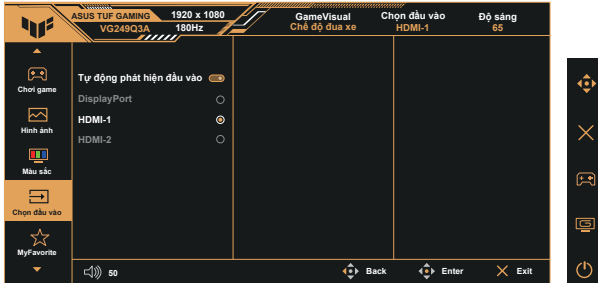 ASUS TUF GAMING 1920 x 1080 GameVisual Chọn đầu vào Độ sáng
VG249Q3A 180Hz Chế độ đua xe HDMI-1 65
Chơi game
Hình ảnh
Màu sắc
Chọn đầu vào
MyFavorite
Tự động phát hiện đầu vào
DisplayPort
HDMI-1
HDMI-2
50 Back Enter Exit